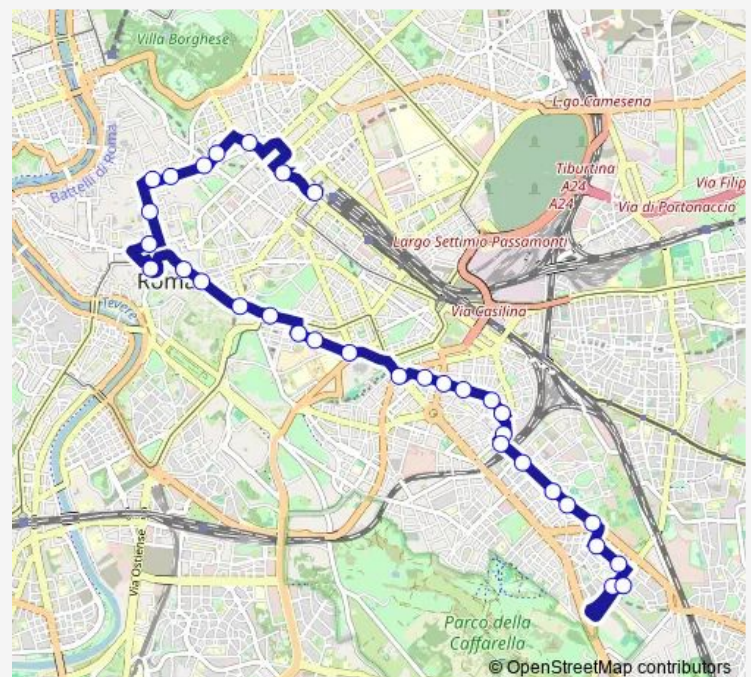 Villa Borghese
L.go Camesena
Battelli di Roma
Tiburtina
A24
A24
Via Filip
Via di Portonaccio
Largo Settimio Passamonti
Roma
Tevere
Via Casilina
Via Ostiense
Parco della
Caffarella
© OpenStreetMap contributors